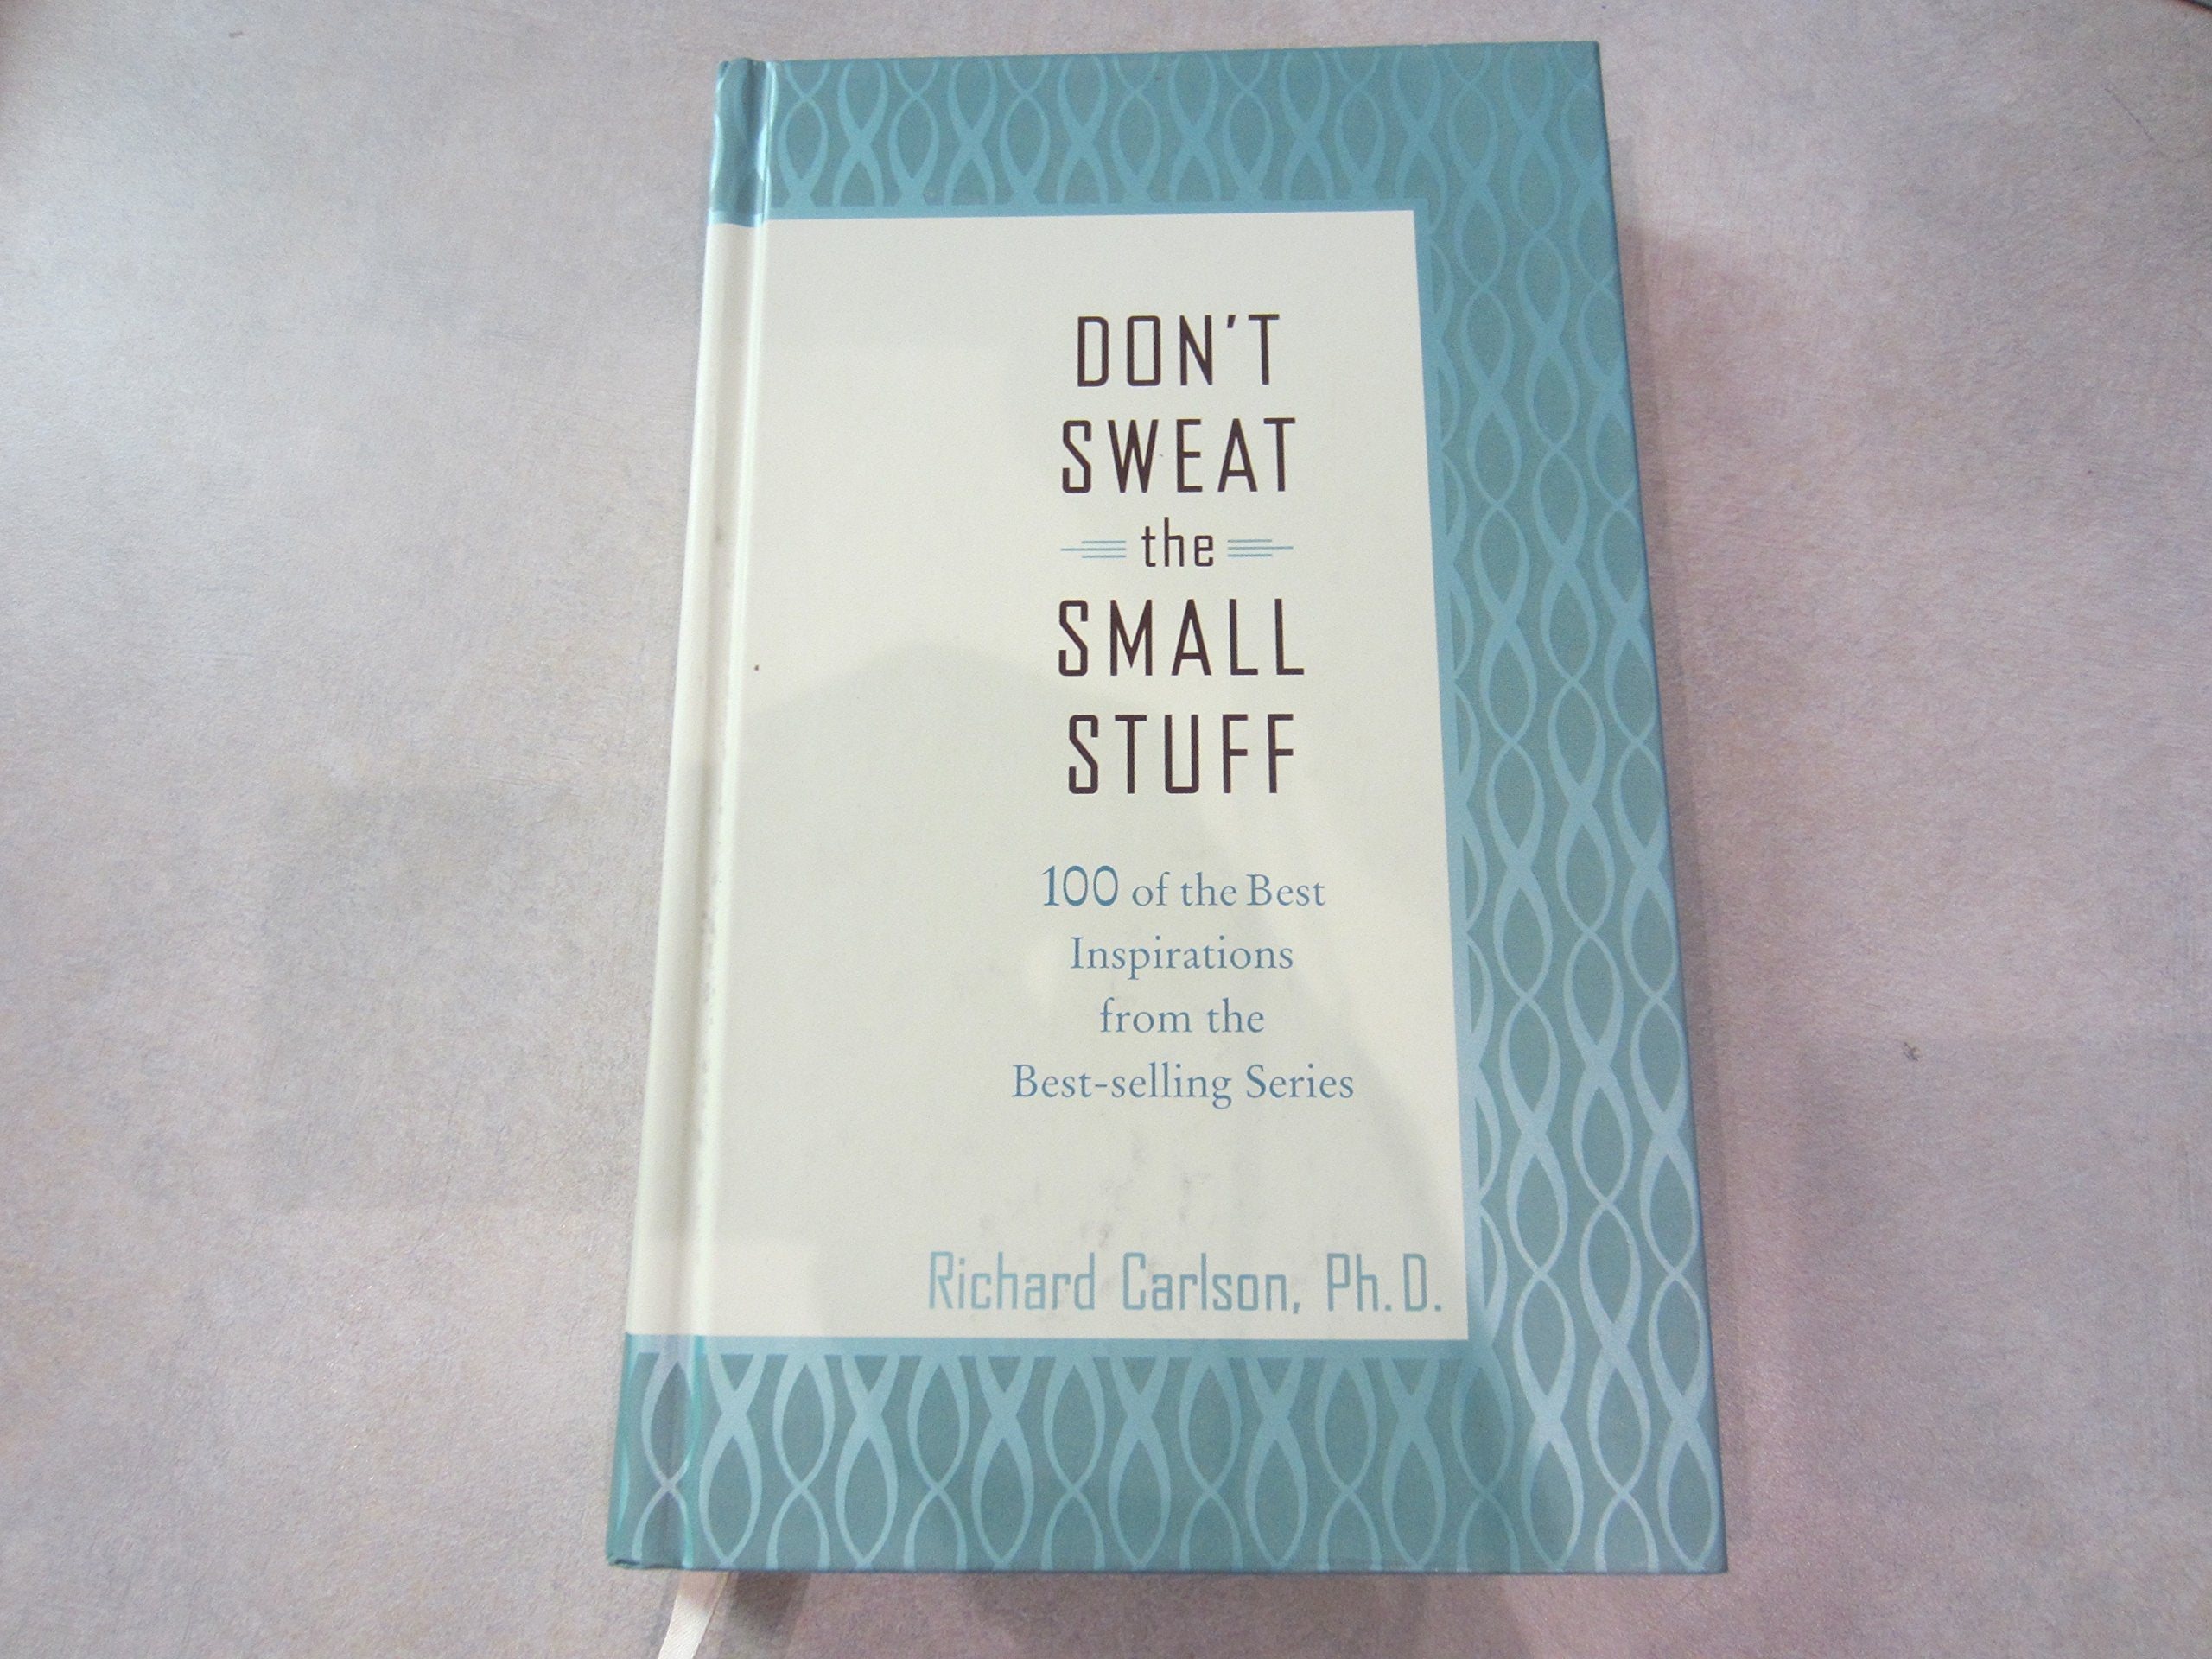 DON'T
SWEAT
the
SMALL
STUFF
100 of the Best
Inspirations
from the
Best-selling Series
Richard Carlson, Ph.D.